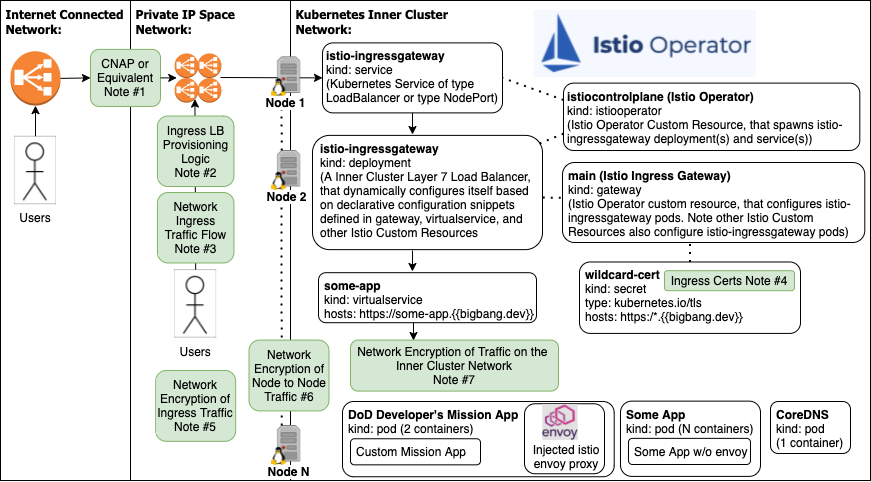 Internet Connected
Network:
Private IP Space
Network:
Kubernetes Inner Cluster
Network:
CNAP or
Equivalent
Note #1
Users
Ingress LB
Provisioning
Logic
Note #2
Network
Ingress
Traffic Flow
Note #3
Users
Network
Encryption of
Ingress Traffic
Note #5
Node 1
Node 2
Network
Encryption of
Node to Node
Traffic #6
Node N
istio-ingressgateway
kind: service
(Kubernetes Service of type
LoadBalancer or type NodePort)
Istio Operator
istiocontrolplane (Istio Operator)
kind: istiooperator
(Istio Operator Custom Resource, that spawns istio-
ingressgateway deployment(s) and service(s))
istio-ingressgateway
kind: deployment
(A Inner Cluster Layer 7 Load Balancer,
that dynamically configures itself based
on declarative configuration snippets
defined in gateway, virtualservice, and
other Istio Custom Resources
main (Istio Ingress Gateway)
kind: gateway
(Istio Operator custom resource, that configures istio-
ingressgateway pods. Note other Istio Custom
Resources also configure istio-ingressgateway pods)
wildcard-cert
kind: secret
type: kubernetes.io/tls
hosts: https:/*.{{bigbang.dev}}
Ingress Certs Note #4
some-app
kind: virtualservice
hosts: https://some-app.{{bigbang.dev}}
Network Encryption of Traffic on the
Inner Cluster Network
Note #7
DoD Developer's Mission App
kind: pod (2 containers)
Custom Mission App
envoy
Injected istio
envoy proxy
Some App
kind: pod (N containers)
Some App w/o envoy
CoreDNS
kind: pod
(1 container)